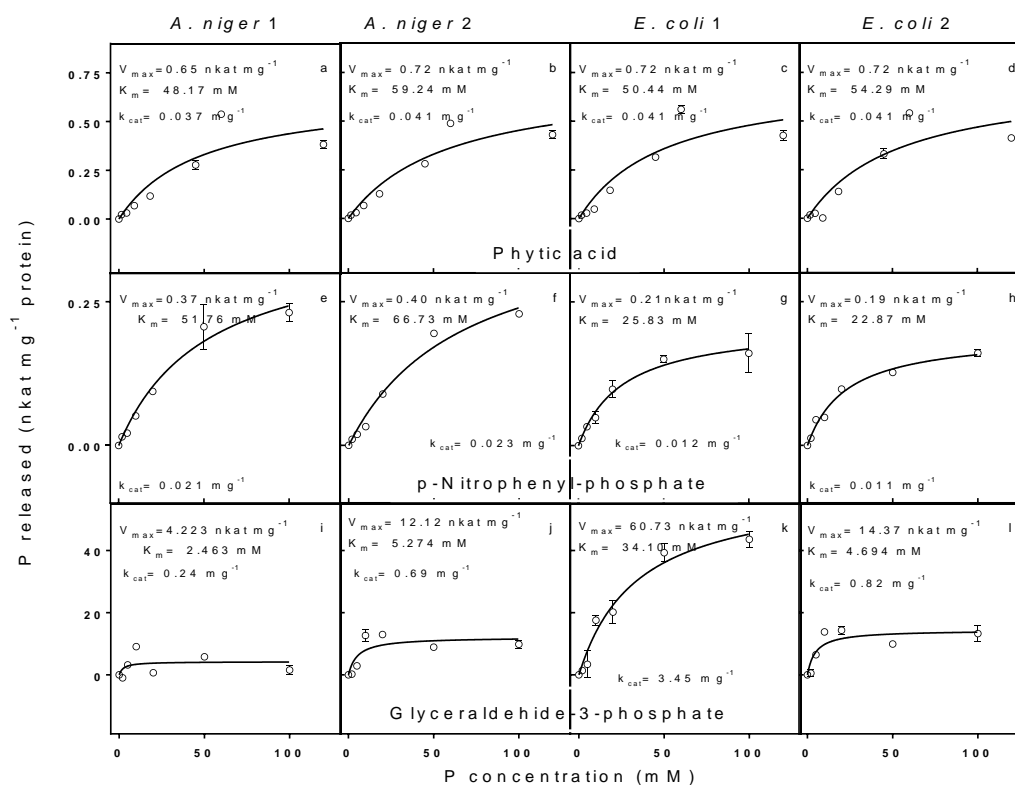 A. niger 1 A. niger 2 E. coli 1 E. coli 2
Vmax=0.65 nkat mg-1 a
Km= 48.17 mM
kcat= 0.037 mg-1
Vmax= 0.72 nkat mg-1 b
Km= 59.24 mM
kcat= 0.041 mg-1
Vmax=0.72 nkat mg-1 c
Km= 50.44 mM
kcat= 0.041 mg-1
Vmax= 0.72 nkat mg-1 d
Km= 54.29 mM
kcat= 0.041 mg-1
0.75
0.50
0.25
0.00
Phytic acid
Vmax=0.37 nkat mg-1 e
Km= 51.76 mM
kcat= 0.021 mg-1
Vmax=0.40 nkat mg-1 f
Km= 66.73 mM
kcat= 0.023 mg-1
Vmax=0.21 nkat mg-1 g
Km= 25.83 mM
kcat= 0.012 mg-1
Vmax=0.19 nkat mg-1 h
Km= 22.87 mM
kcat= 0.011 mg-1
0.25
0.00
p-Nitrophenyl-phosphate
Vmax=4.223 nkat mg-1 i
Km= 2.463 mM
kcat= 0.24 mg-1
Vmax= 12.12 nkat mg-1 j
Km= 5.274 mM
kcat= 0.69 mg-1
Vmax= 60.73 nkat mg-1 k
Km= 34.10 mM
kcat= 3.45 mg-1
Vmax= 14.37 nkat mg-1 l
Km= 4.694 mM
kcat= 0.82 mg-1
40
20
0
Glyceraldehide-3-phosphate
0 50 100 0 50 100 0 50 100 0 50 100
P concentration (mM)
P released (nkat mg-1 protein)